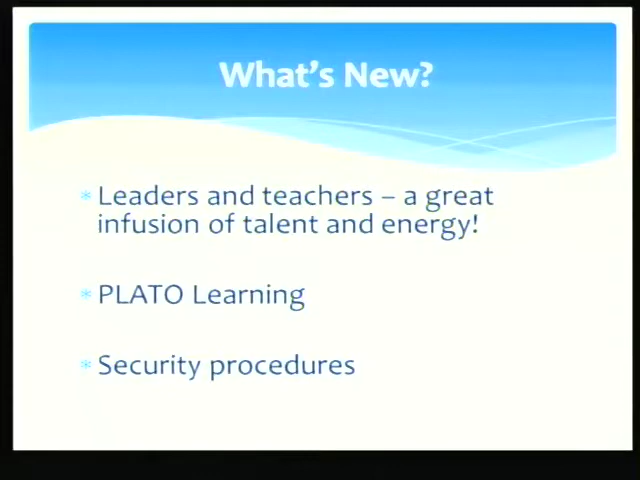 What's New?
* Leaders and teachers – a great
infusion of talent and energy!
* PLATO Learning
* Security procedures